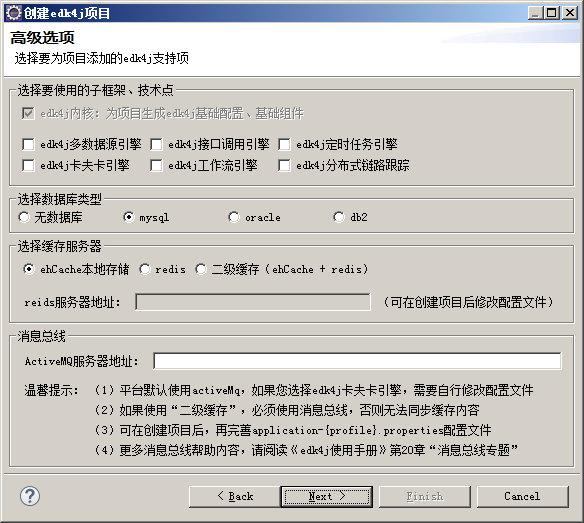 创建edk4j项目
高级选项
选择要为项目添加的edk4j支持项
选择要使用的子框架、技术点
edk4j内核：为项目生成edk4j基础配置、基础组件
edk4j多数据源引擎 edk4j接口调用引擎 edk4j定时任务引擎
edk4j卡夫卡引擎 edk4j工作流引擎 edk4j分布式链路跟踪
选择数据库类型
无数据库 mysql oracle db2
选择缓存服务器
ehCache本地存储 redis 二级缓存（ehCache + redis）
reids服务器地址： （可在创建项目后修改配置文件）
消息总线
ActiveMQ服务器地址：
温馨提示：（1）平台默认使用activeMq，如果您选择edk4j卡夫卡引擎，需要自行修改配置文件
（2）如果使用“二级缓存”，必须使用消息总线，否则无法同步缓存内容
（3）可在创建项目后，再完善application-{profile}.properties配置文件
（4）更多消息总线帮助内容，请阅读《edk4j使用手册》第20章“消息总线专题”
? < Back Next > Finish Cancel